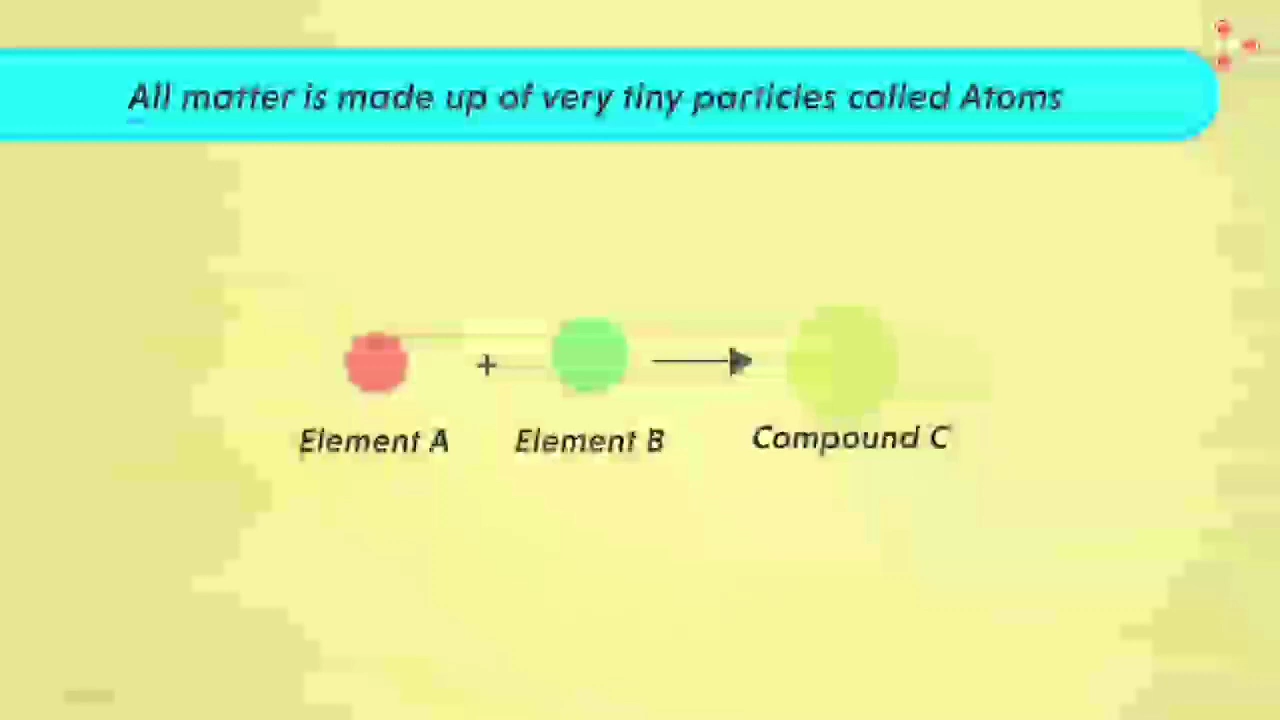 All matter is made up of very tiny particles called Atoms
+
Element A Element B Compound C